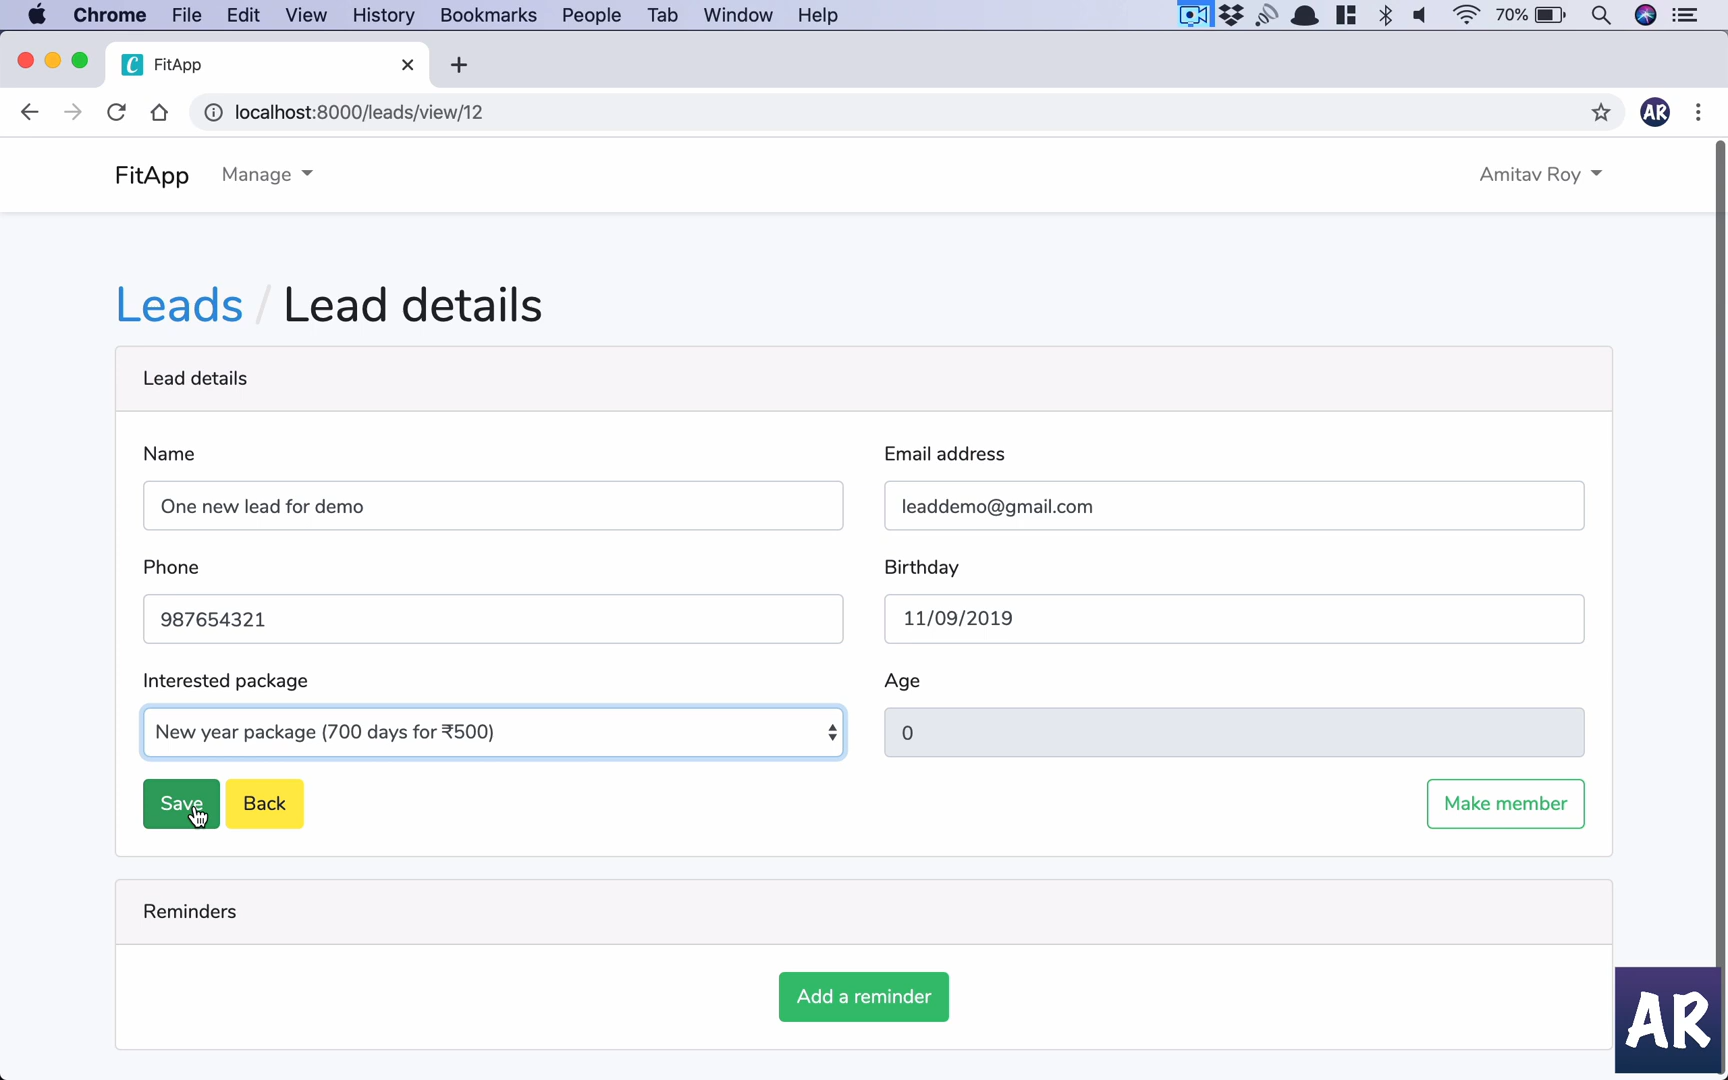 Chrome File Edit View History Bookmarks People Tab Window Help 70%
FitApp
localhost:8000/leads/view/12 AR
FitApp Manage Amitav Roy
Leads / Lead details
Lead details
Name Email address
One new lead for demo leaddemo@gmail.com
Phone Birthday
987654321 11/09/2019
Interested package Age
New year package (700 days for ₹500) 0
Save Back Make member
Reminders
Add a reminder
AR